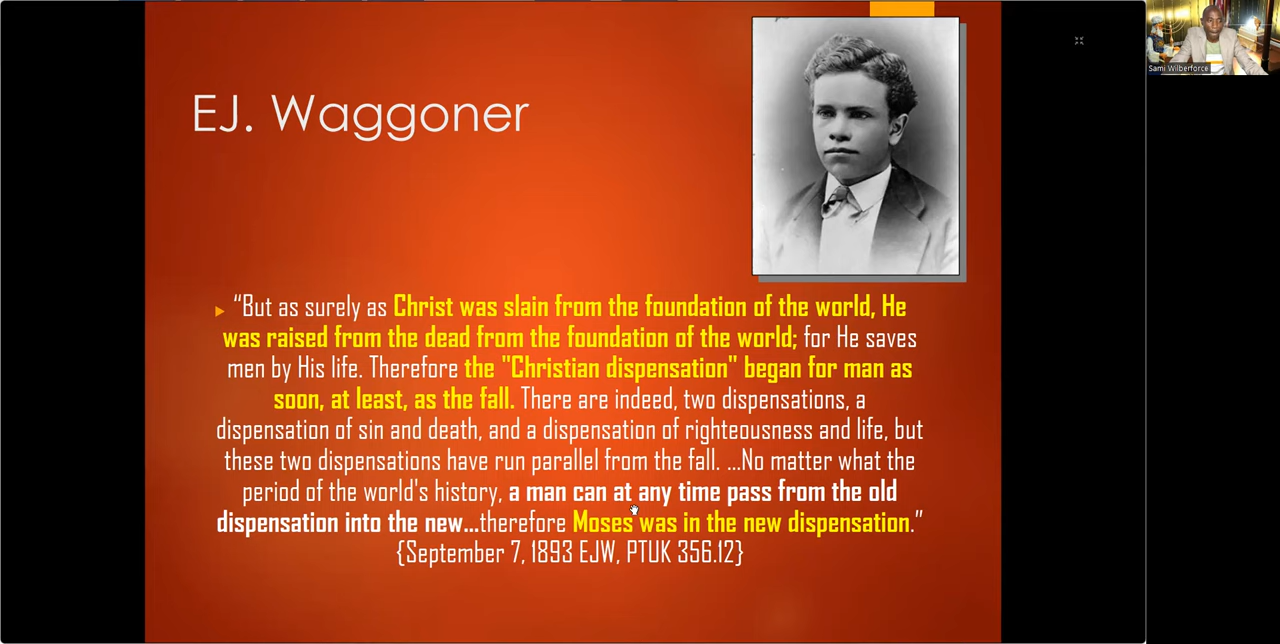 EJ. Waggoner
Sami Wilberforce
“But as surely as Christ was slain from the foundation of the world, He
was raised from the dead from the foundation of the world; for He saves
men by His life. Therefore the "Christian dispensation" began for man as
soon, at least, as the fall. There are indeed, two dispensations, a
dispensation of sin and death, and a dispensation of righteousness and life, but
these two dispensations have run parallel from the fall. ...No matter what the
period of the world's history, a man can at any time pass from the old
dispensation into the new...therefore Moses was in the new dispensation.”
{September 7, 1893 EJW, PTUK 356.12}